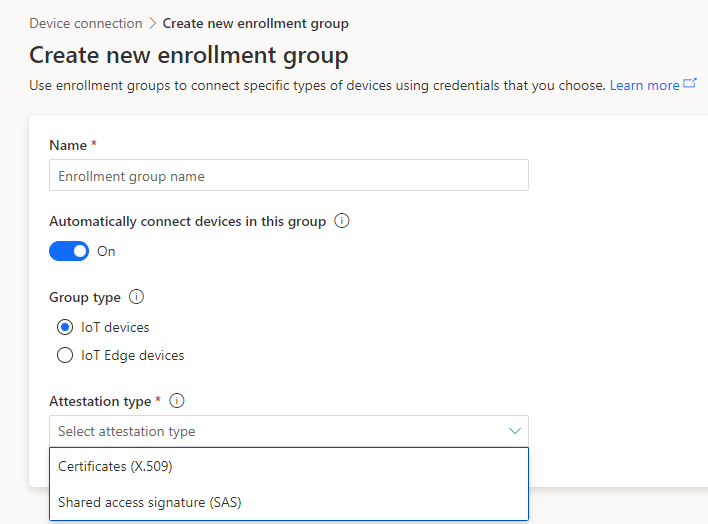 Device connection > Create new enrollment group
Create new enrollment group
Use enrollment groups to connect specific types of devices using credentials that you choose. Learn more
Name *
Enrollment group name
Automatically connect devices in this group
On
Group type
IoT devices
IoT Edge devices
Attestation type *
Select attestation type
Certificates (X.509)
Shared access signature (SAS)